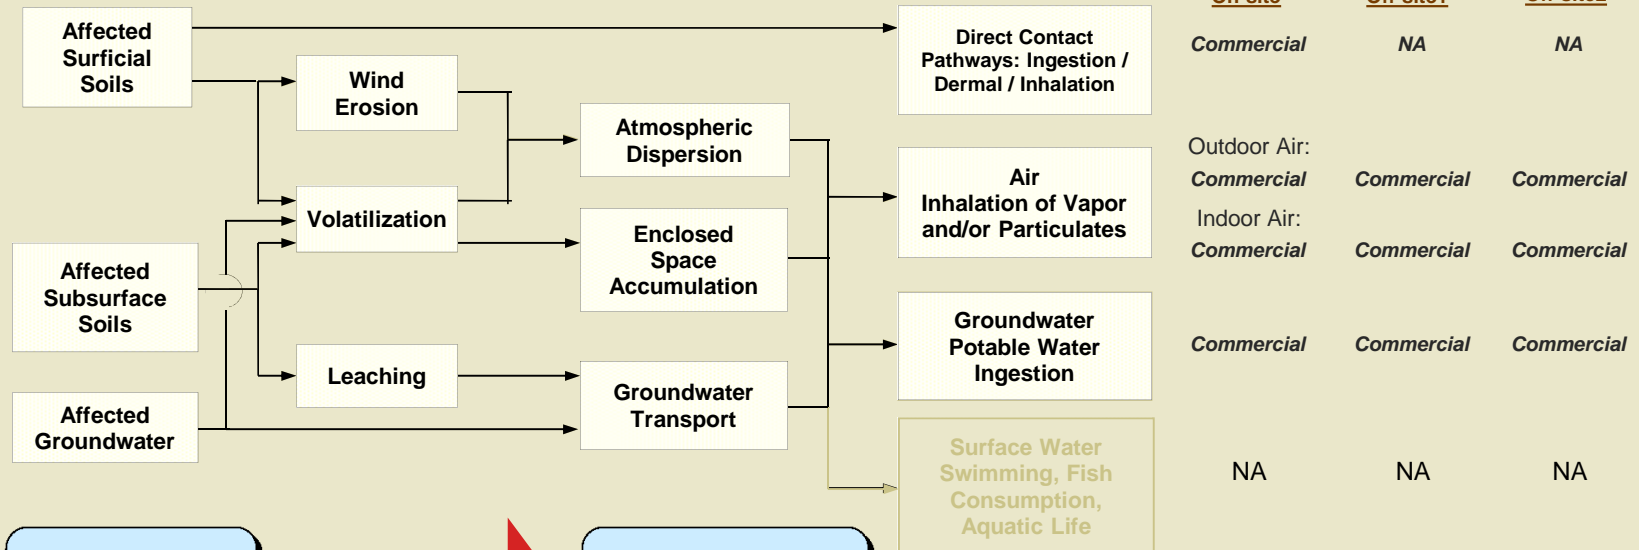 Affected
Surficial
Soils
Wind
Erosion
Volatilization
Affected
Subsurface
Soils
Leaching
Affected
Groundwater
Atmospheric
Dispersion
Enclosed
Space
Accumulation
Groundwater
Transport
Direct Contact
Pathways: Ingestion /
Dermal / Inhalation
Commercial NA NA
Air
Inhalation of Vapor
and/or Particulates
Outdoor Air:
Commercial Commercial Commercial
Indoor Air:
Commercial Commercial Commercial
Groundwater
Potable Water
Ingestion
Commercial Commercial Commercial
Surface Water
Swimming, Fish
Consumption,
Aquatic Life
NA NA NA